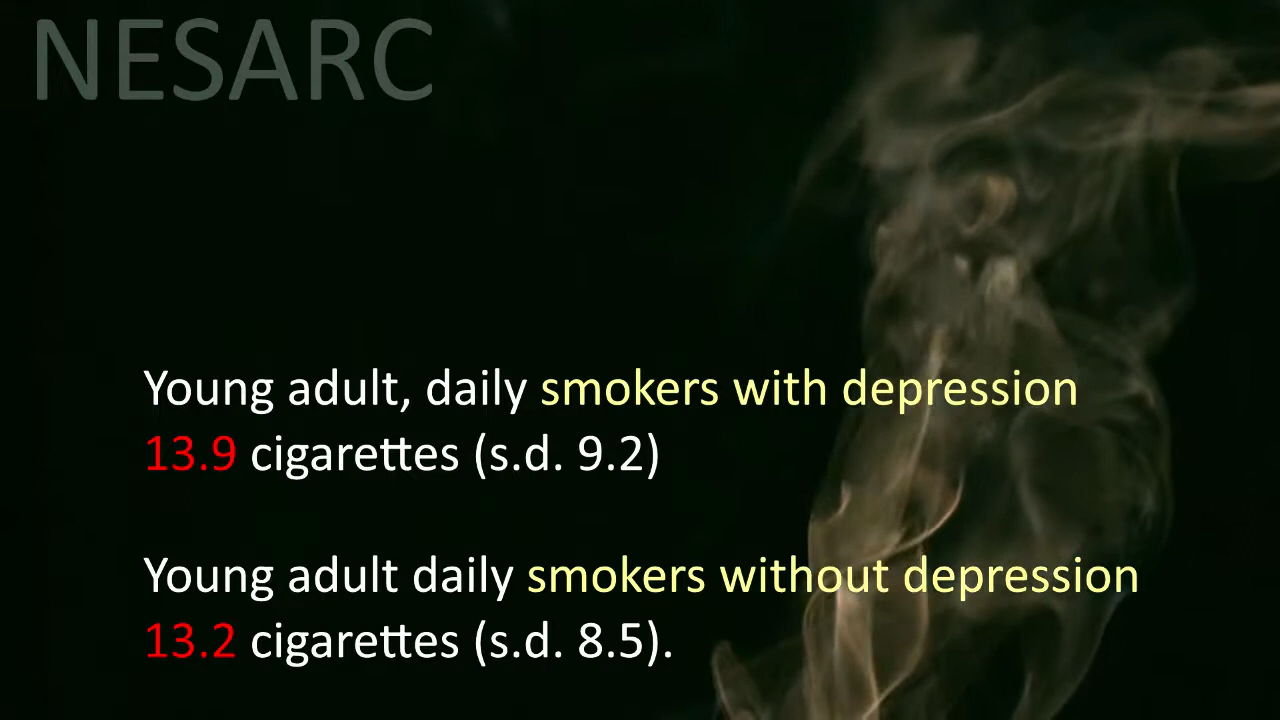 NESARC
Young adult, daily smokers with depression
13.9 cigarettes (s.d. 9.2)
Young adult daily smokers without depression
13.2 cigarettes (s.d. 8.5).